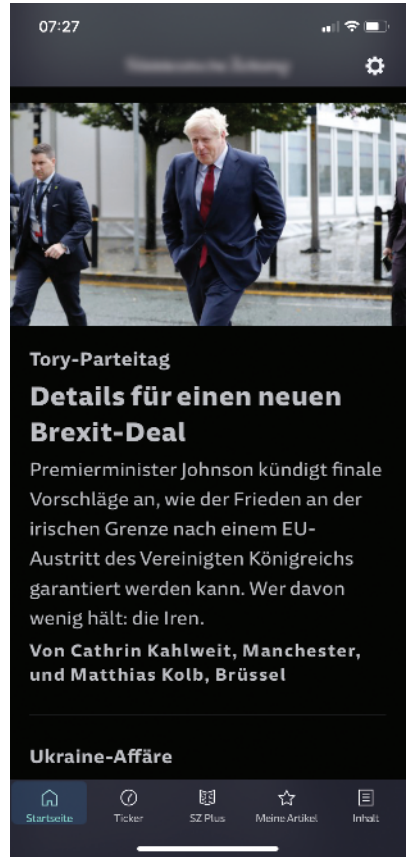 07:27
Tory-Parteitag
Details für einen neuen
Brexit-Deal
Premierminister Johnson kündigt finale
Vorschläge an, wie der Frieden an der
irischen Grenze nach einem EU-
Austritt des Vereinigten Königreichs
garantiert werden kann. Wer davon
wenig hält: die Iren.
Von Cathrin Kahlweit, Manchester,
und Matthias Kolb, Brüssel
Ukraine-Affäre
Startseite Ticker SZ Plus Meine Artikel Inhalt